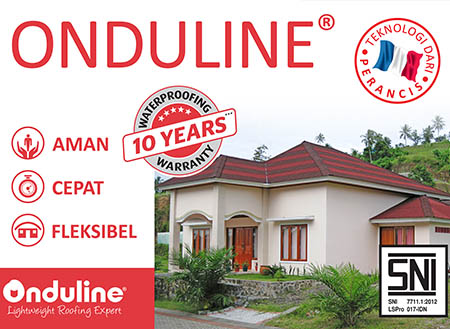 ONDULINE®
TEKNOLOGI DARI
PERANCIS
WATERPROOFING
10 YEARS***
WARRANTY
AMAN
CEPAT
FLEKSIBEL
Onduline®
Lightweight Roofing Expert
SNI
SNI 7711.1:2012
LSPro 017-IDN